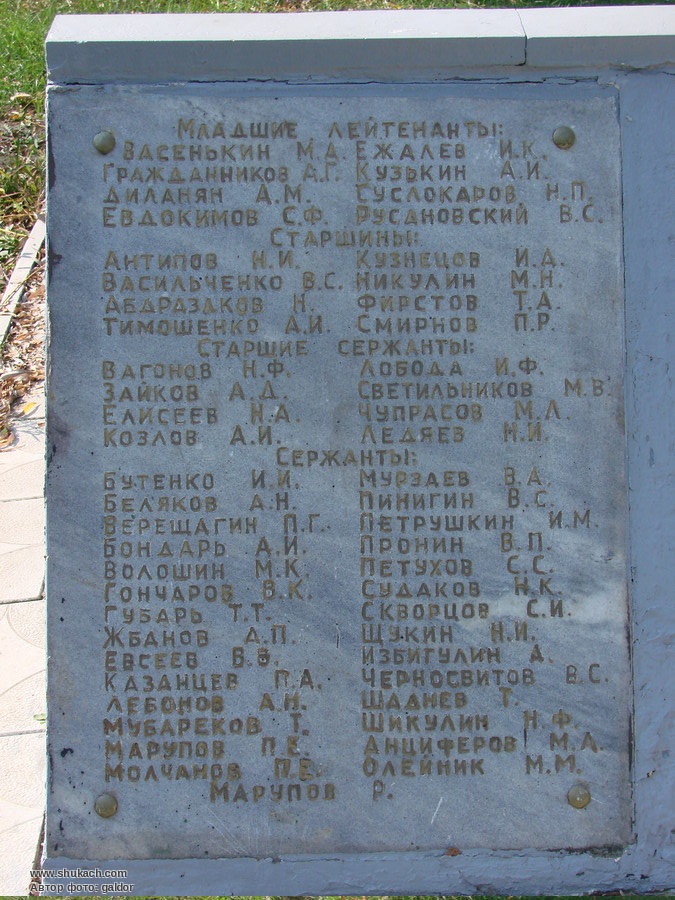 Младшие лейтенанты:
Васенькин М.Д. Ежалев И.К.
Гражданников А.Г. Кузькин А.И.
Диланян А.М. Суслокаров Н.П.
Евдокимов С.Ф. Русановский В.С.
Старшины:
Антипов Н.И. Кузнецов И.Д.
Васильченко В.С. Никулин М.Н.
Абдраздков Н. Фирстов Т.А.
Тимошенко А.И. Смирнов П.Р.
Старшие сержанты:
Вагонов Н.Ф. Лобода И.Ф.
Зайков А.Д. Светильников М.В.
Елисеев Н.А. Чупрасов М.Л.
Козлов А.И. Ледяев Н.И.
Сержанты:
Бутенко И.И. Мурзаев В.А.
Беляков А.Н. Пинигин В.С.
Верещагин П.Г. Петрушкин И.М.
Бондарь А.И. Пронин В.П.
Волошин М.К. Петухов С.С.
Гончаров В.К. Судаков Н.К.
Губарь Т.Т. Скворцов С.И.
Жбанов А.П. Щукин Н.И.
Евсеев В.В. Избигулин А.
Казанцев П.А. Черносвитов В.С.
Лебонов А.Н. Шаднев Т.
Мубареков Т. Шикулин Н.Ф.
Марупов П.Е. Анциферов М.А.
Молчанов П.Е. Олейник М.М.
Марупов Р.
www.shukach.com
Автор фото: gakdor